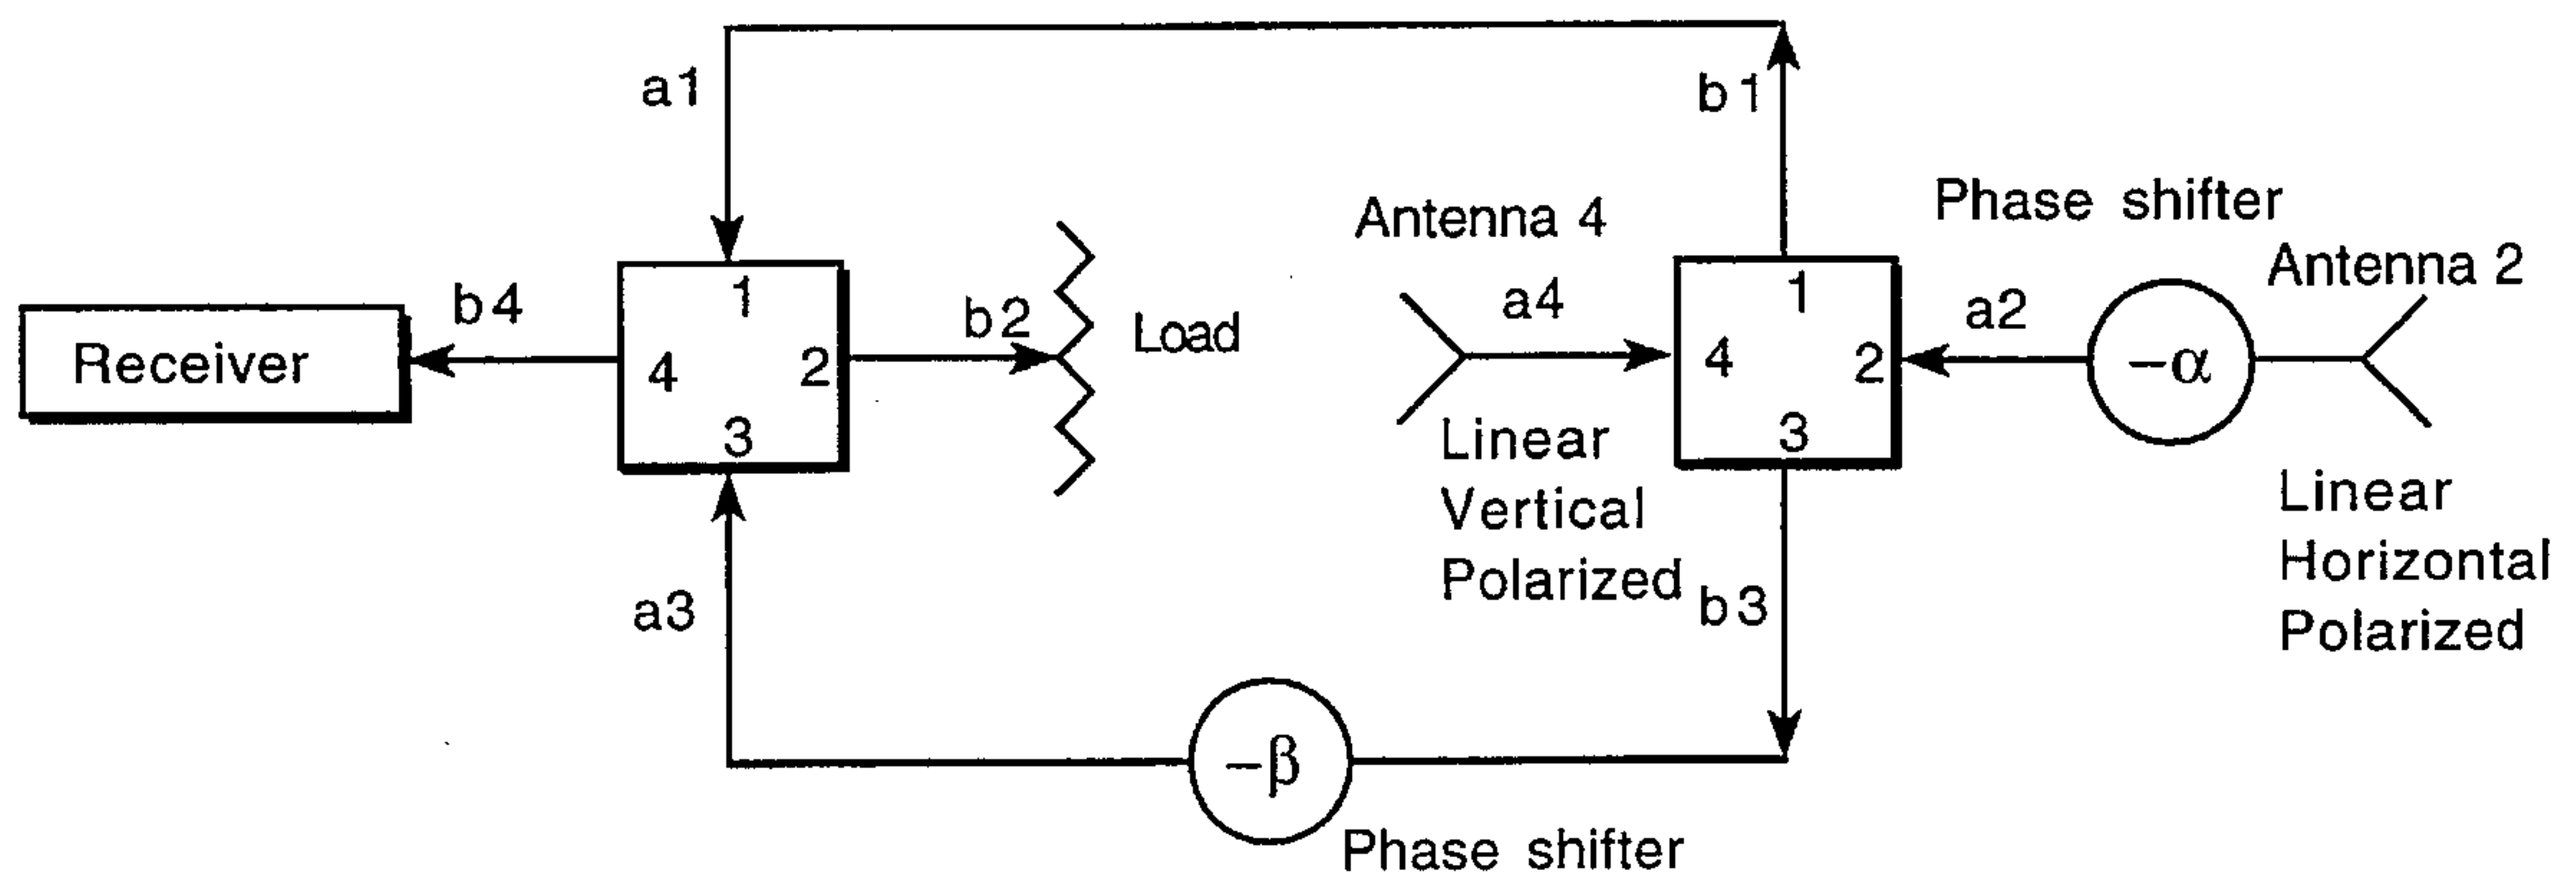 a1
b1
Phase shifter
Antenna 4
Antenna 2
b4
1
b2
Load
a4
1
a2
Receiver
4
2
4
2
-α
3
Linear
Vertical
Polarized
3
Linear
Horizontal
Polarized
a3
b3
-β
Phase shifter